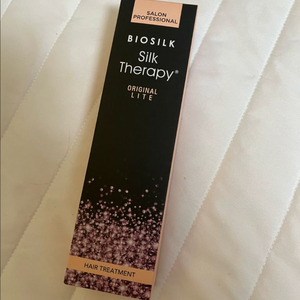 SALON
PROFESSIONAL
BIOSILK
Silk
Therapy®
ORIGINAL
LITE
HAIR TREATMENT